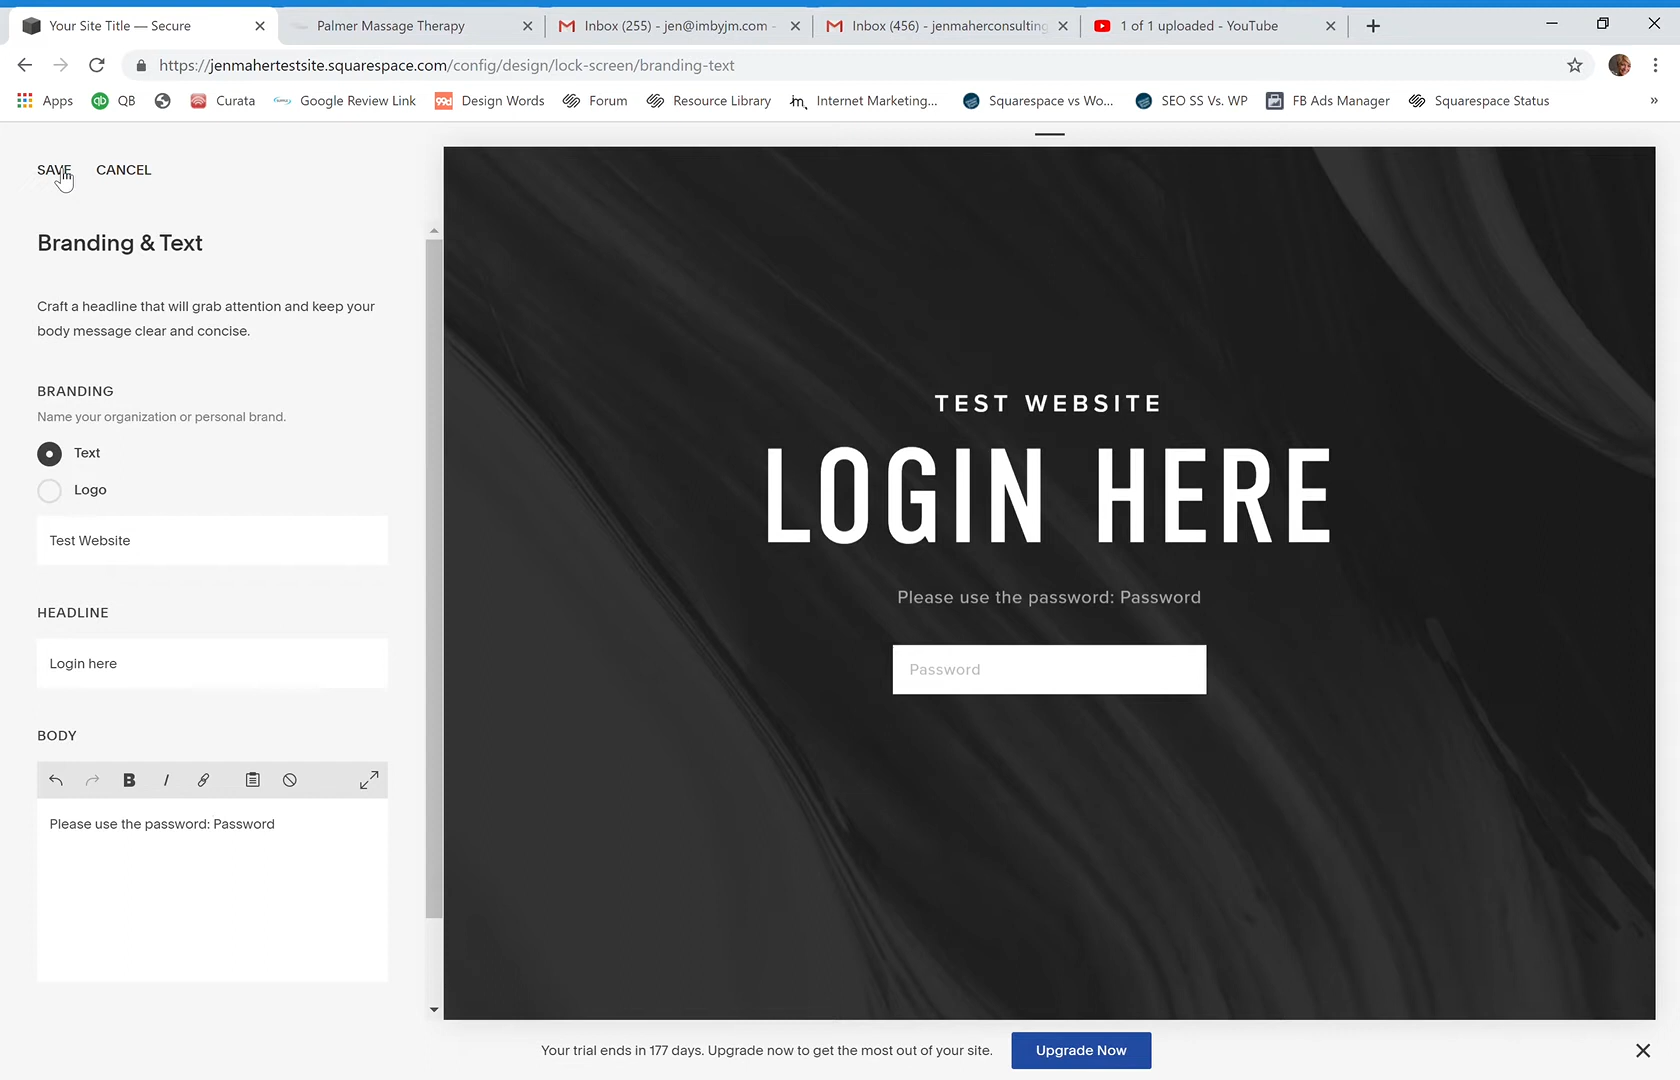 Your Site Title — Secure
Palmer Massage Therapy
Inbox (255) - jen@imbyjm.com -
Inbox (456) - jenmaherconsulting
1 of 1 uploaded - YouTube
https://jenmahertestsite.squarespace.com/config/design/lock-screen/branding-text
Apps
QB
Curata
Google Review Link
99d
Design Words
Forum
Resource Library
Internet Marketing...
Squarespace vs Wo...
SEO SS Vs. WP
FB Ads Manager
Squarespace Status
»
SAVE
CANCEL
Branding & Text
Craft a headline that will grab attention and keep your
body message clear and concise.
BRANDING
Name your organization or personal brand.
Text
Logo
Test Website
HEADLINE
Login here
BODY
B I
Please use the password: Password
TEST WEBSITE
LOGIN HERE
Please use the password: Password
Password
Your trial ends in 177 days. Upgrade now to get the most out of your site.
Upgrade Now